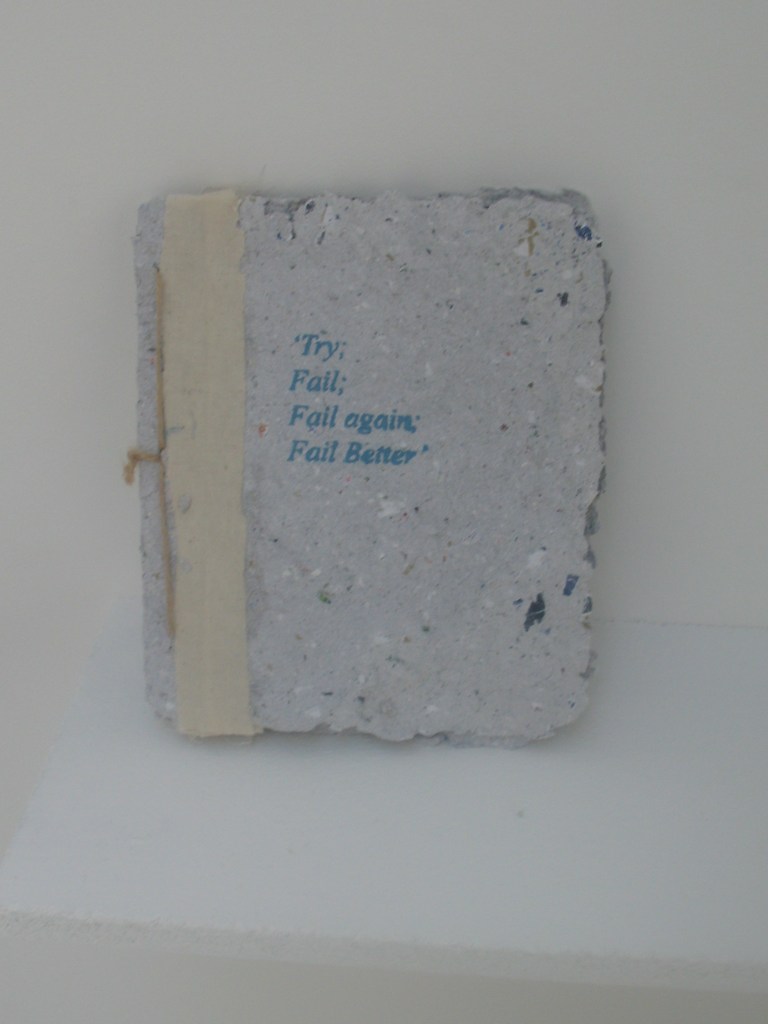 ‘Try;
Fail;
Fail again;
Fail Better’